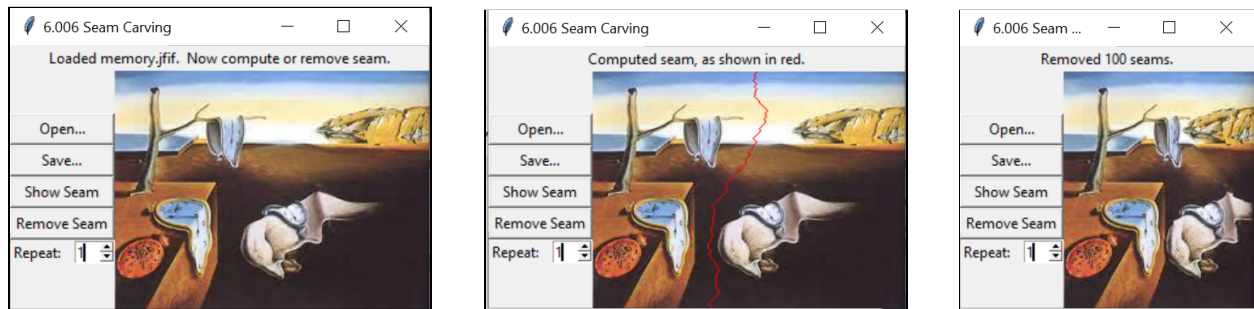 6.006 Seam Carving
Loaded memory.jfif. Now compute or remove seam.
Open...
Save...
Show Seam
Remove Seam
Repeat: 1
6.006 Seam Carving
Computed seam, as shown in red.
Open...
Save...
Show Seam
Remove Seam
Repeat: 1
6.006 Seam ...
Removed 100 seams.
Open...
Save...
Show Seam
Remove Seam
Repeat: 1